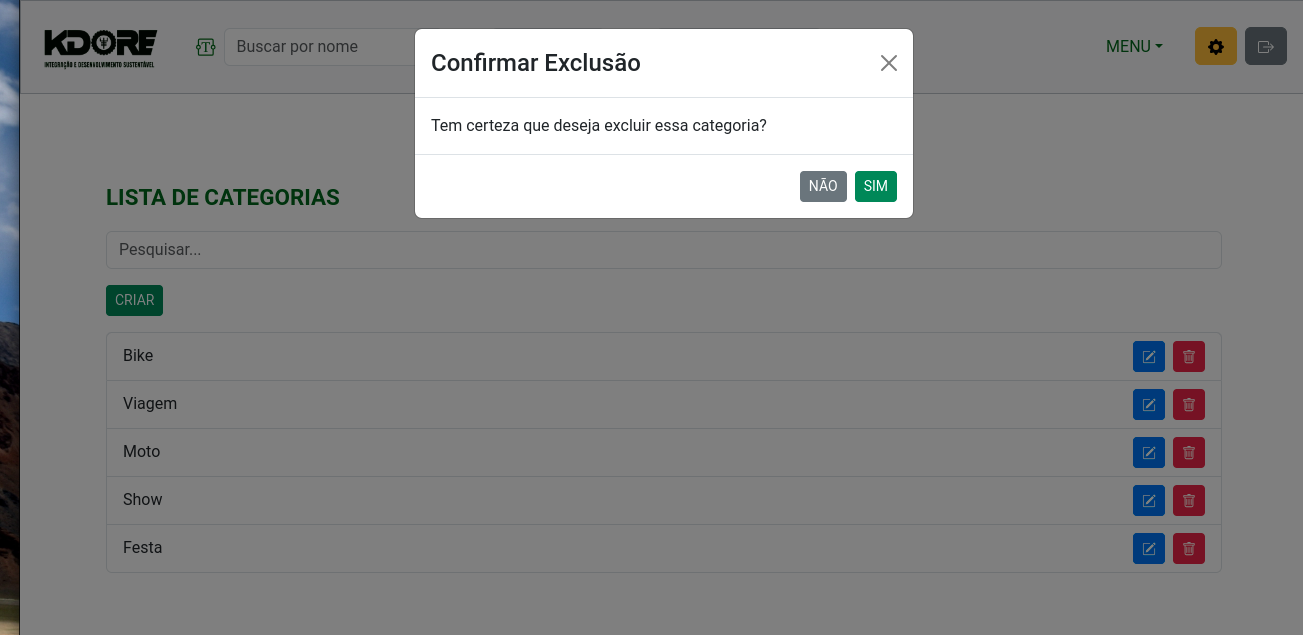 KDORE
INTEGRAÇÃO E DESENVOLVIMENTO SUSTENTÁVEL
T
Buscar por nome
MENU
Confirmar Exclusão
Tem certeza que deseja excluir essa categoria?
NÃO SIM
LISTA DE CATEGORIAS
Pesquisar...
CRIAR
Bike
Viagem
Moto
Show
Festa